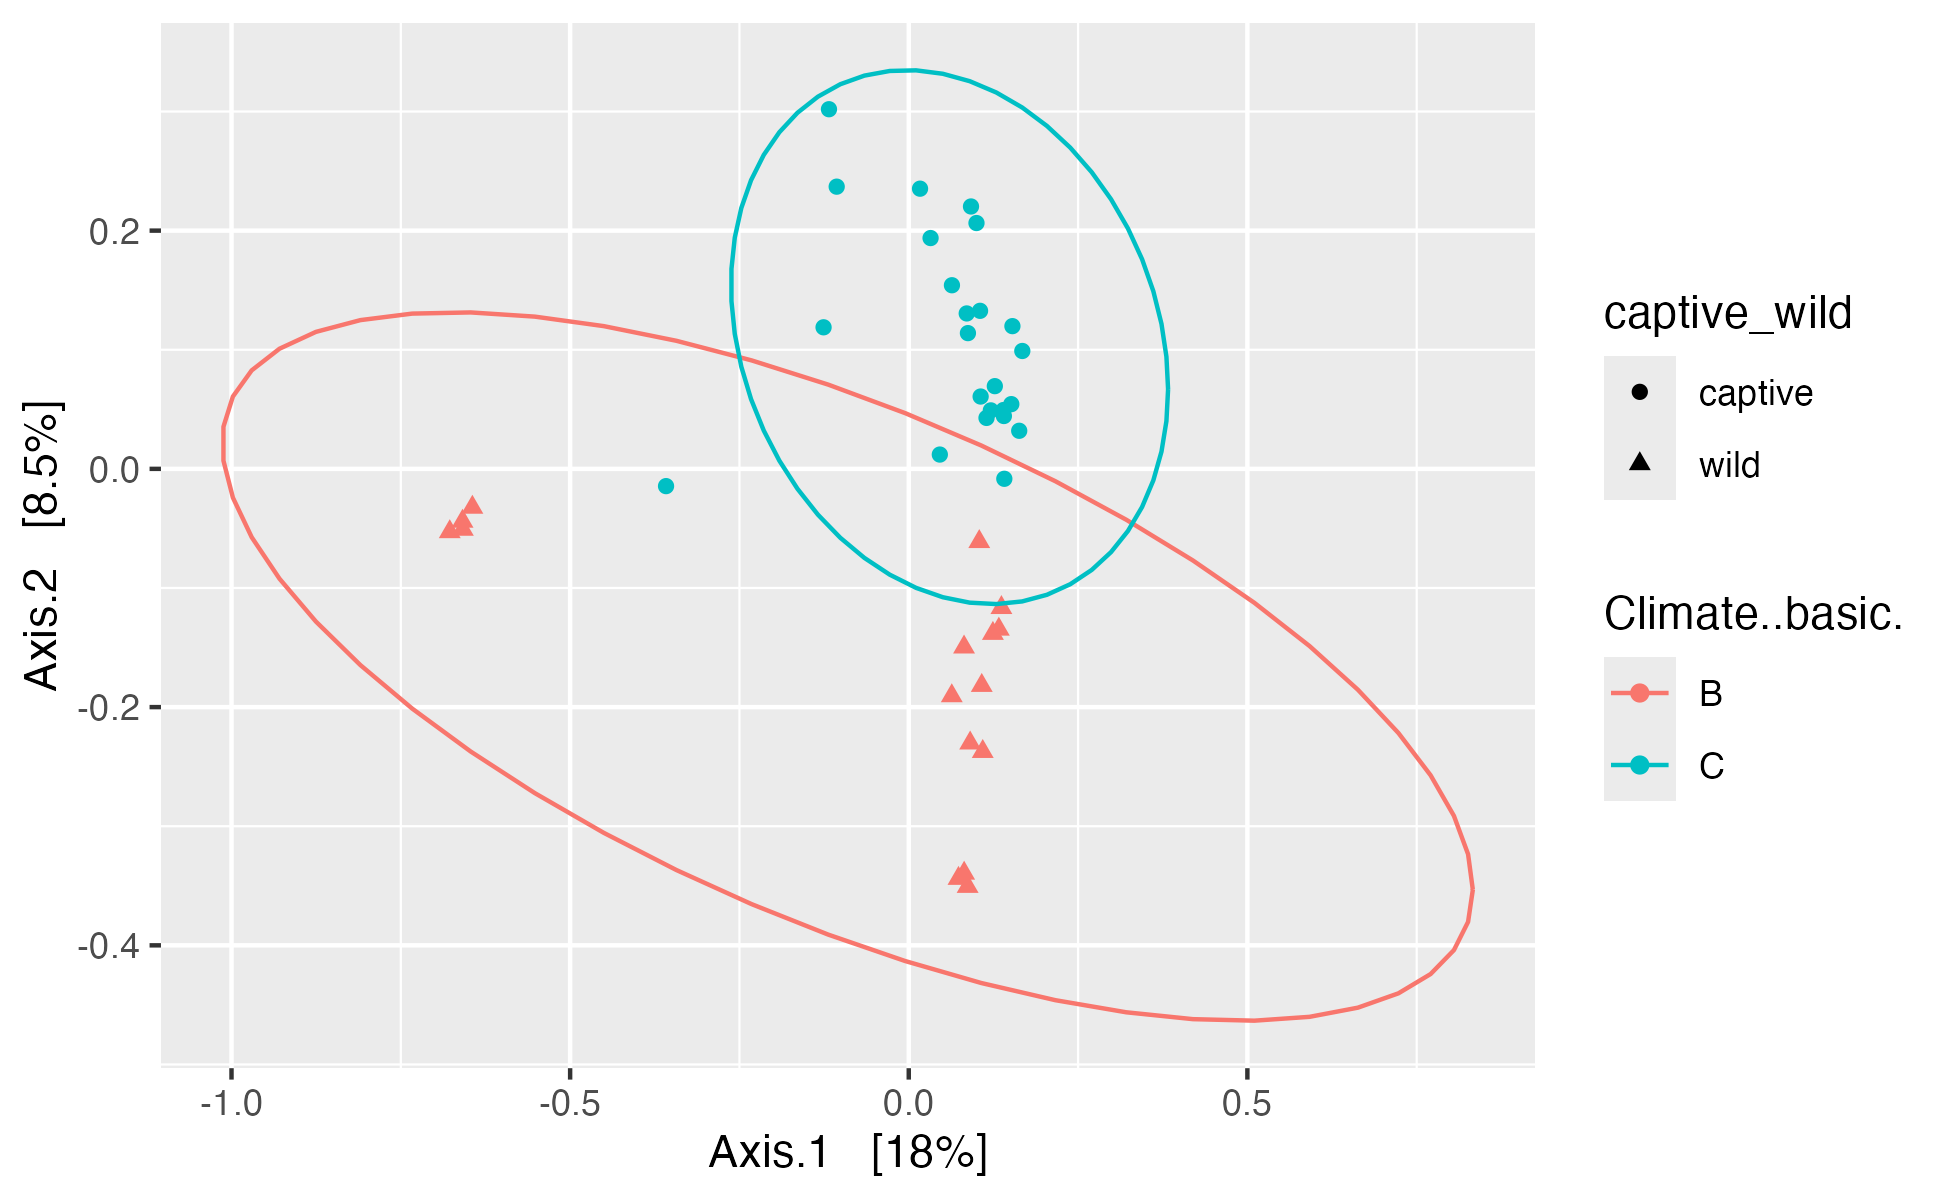 0.2
0.0
-0.2
-0.4
Axis.2 [8.5%]
-1.0 -0.5 0.0 0.5
Axis.1 [18%]
captive_wild
captive
wild
Climate..basic.
B
C